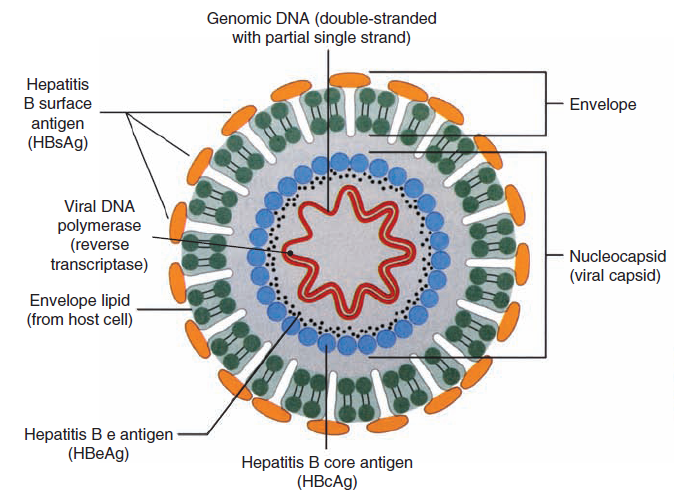 Genomic DNA (double-stranded
with partial single strand)
Hepatitis
B surface
antigen
(HBsAg)
Envelope
Viral DNA
polymerase
(reverse
transcriptase)
Nucleocapsid
(viral capsid)
Envelope lipid
(from host cell)
Hepatitis B e antigen
(HBeAg)
Hepatitis B core antigen
(HBcAg)